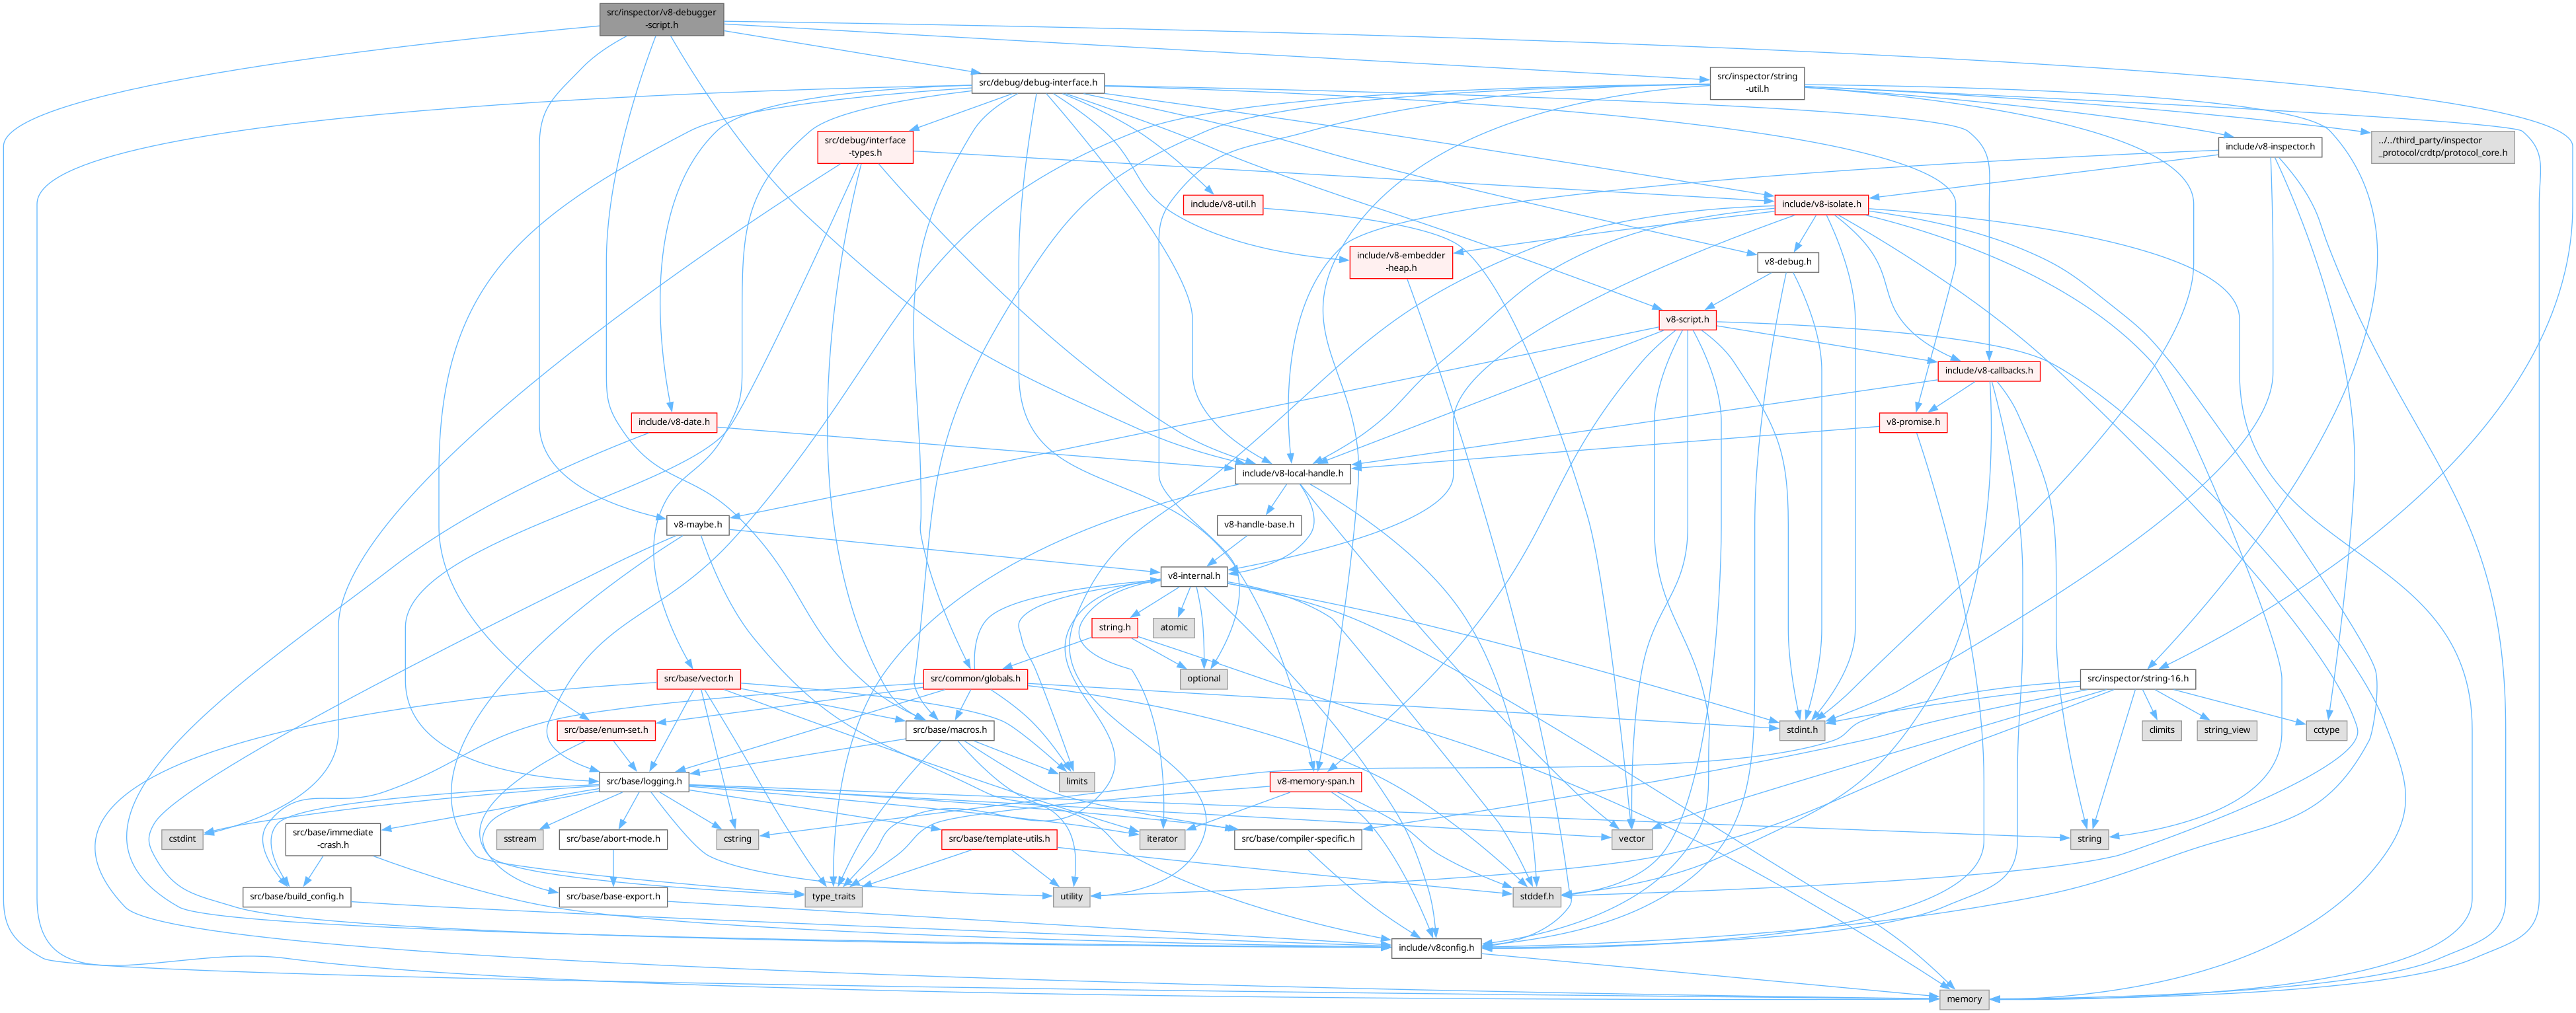 src/inspector/v8-debugger
-script.h
src/debug/debug-interface.h
src/inspector/string
-util.h
src/debug/interface
-types.h
include/v8-inspector.h
../../third_party/inspector
_protocol/crdtp/protocol_core.h
include/v8-util.h
include/v8-isolate.h
include/v8-embedder
-heap.h
v8-debug.h
v8-script.h
include/v8-callbacks.h
include/v8-date.h
v8-promise.h
include/v8-local-handle.h
v8-maybe.h
v8-handle-base.h
v8-internal.h
string.h
atomic
src/base/vector.h
src/common/globals.h
optional
src/inspector/string-16.h
src/base/enum-set.h
src/base/macros.h
stdint.h
climits
string_view
cctype
src/base/logging.h
limits
v8-memory-span.h
cstdint
src/base/immediate
-crash.h
sstream
src/base/abort-mode.h
cstring
src/base/template-utils.h
iterator
src/base/compiler-specific.h
vector
string
src/base/build_config.h
src/base/base-export.h
type_traits
utility
stddef.h
include/v8config.h
memory